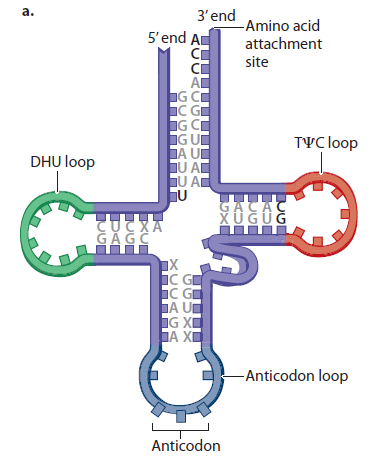 a.
3′ end
5′ end
Amino acid
attachment
site
A
C
C
A
G C
C G
G C
G U
A U
U A
U A
U
TΨC loop
DHU loop
G A C A C
X U G U G
C U C X A
G A G C
X
C G
C G
A U
G X
A X
Anticodon loop
Anticodon